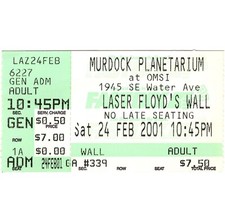 LAZ24FEB
6227
GEN ADM
ADULT
10:45PM
GEN $0.50
PRICE
$7.00
1A $0.00
ADM 24FEB01
MURDOCK PLANETARIUM
at OMSI
1945 SE Water Ave
LASER FLOYD'S WALL
NO LATE SEATING
Sat 24 FEB 2001 10:45PM
WALL ADULT
GA #339 $7.50